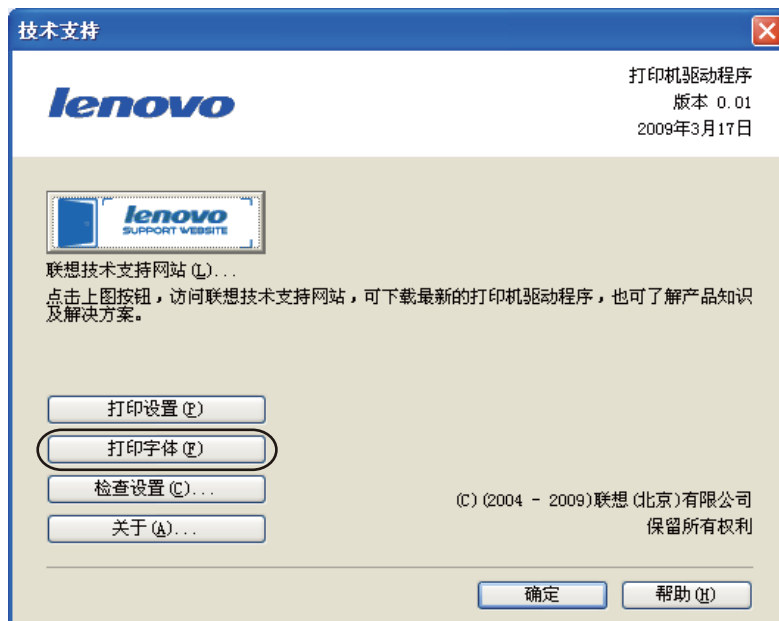 技术支持
lenovo
打印机驱动程序
版本 0.01
2009年3月17日
lenovo
SUPPORT WEBSITE
联想技术支持网站(L)...
点击上图按钮，访问联想技术支持网站，可下载最新的打印机驱动程序，也可了解产品知识
及解决方案。
打印设置(P)
打印字体(F)
检查设置(C)...
关于(A)...
(C)(2004 - 2009)联想(北京)有限公司
保留所有权利
确定
帮助(H)